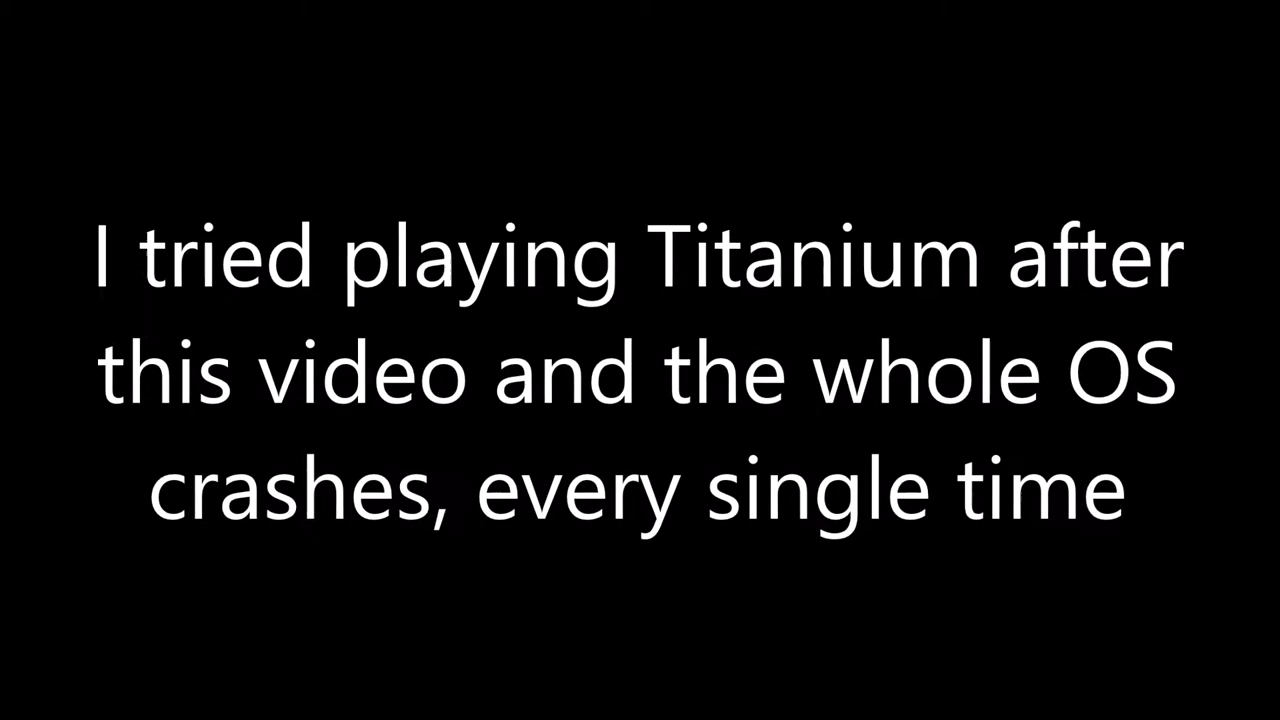 I tried playing Titanium after
this video and the whole OS
crashes, every single time